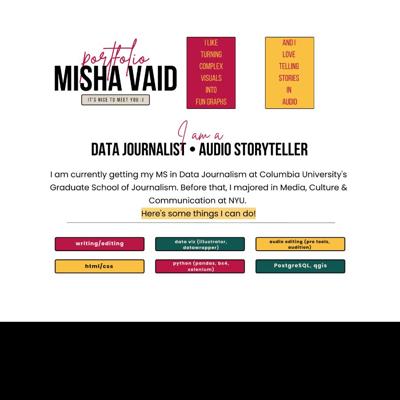 portfolio
MISHA VAID
IT'S NICE TO MEET YOU :)
I LIKE
TURNING
COMPLEX
VISUALS
INTO
FUN GRAPHS
AND I
LOVE
TELLING
STORIES
IN
AUDIO
I am a
DATA JOURNALIST • AUDIO STORYTELLER
I am currently getting my MS in Data Journalism at Columbia University's
Graduate School of Journalism. Before that, I majored in Media, Culture &
Communication at NYU.
Here's some things I can do!
writing/editing
data viz (illustrator,
datawrapper)
audio editing (pro tools,
audition)
html/css
python (pandas, bs4,
selenium)
PostgreSQL, qgis